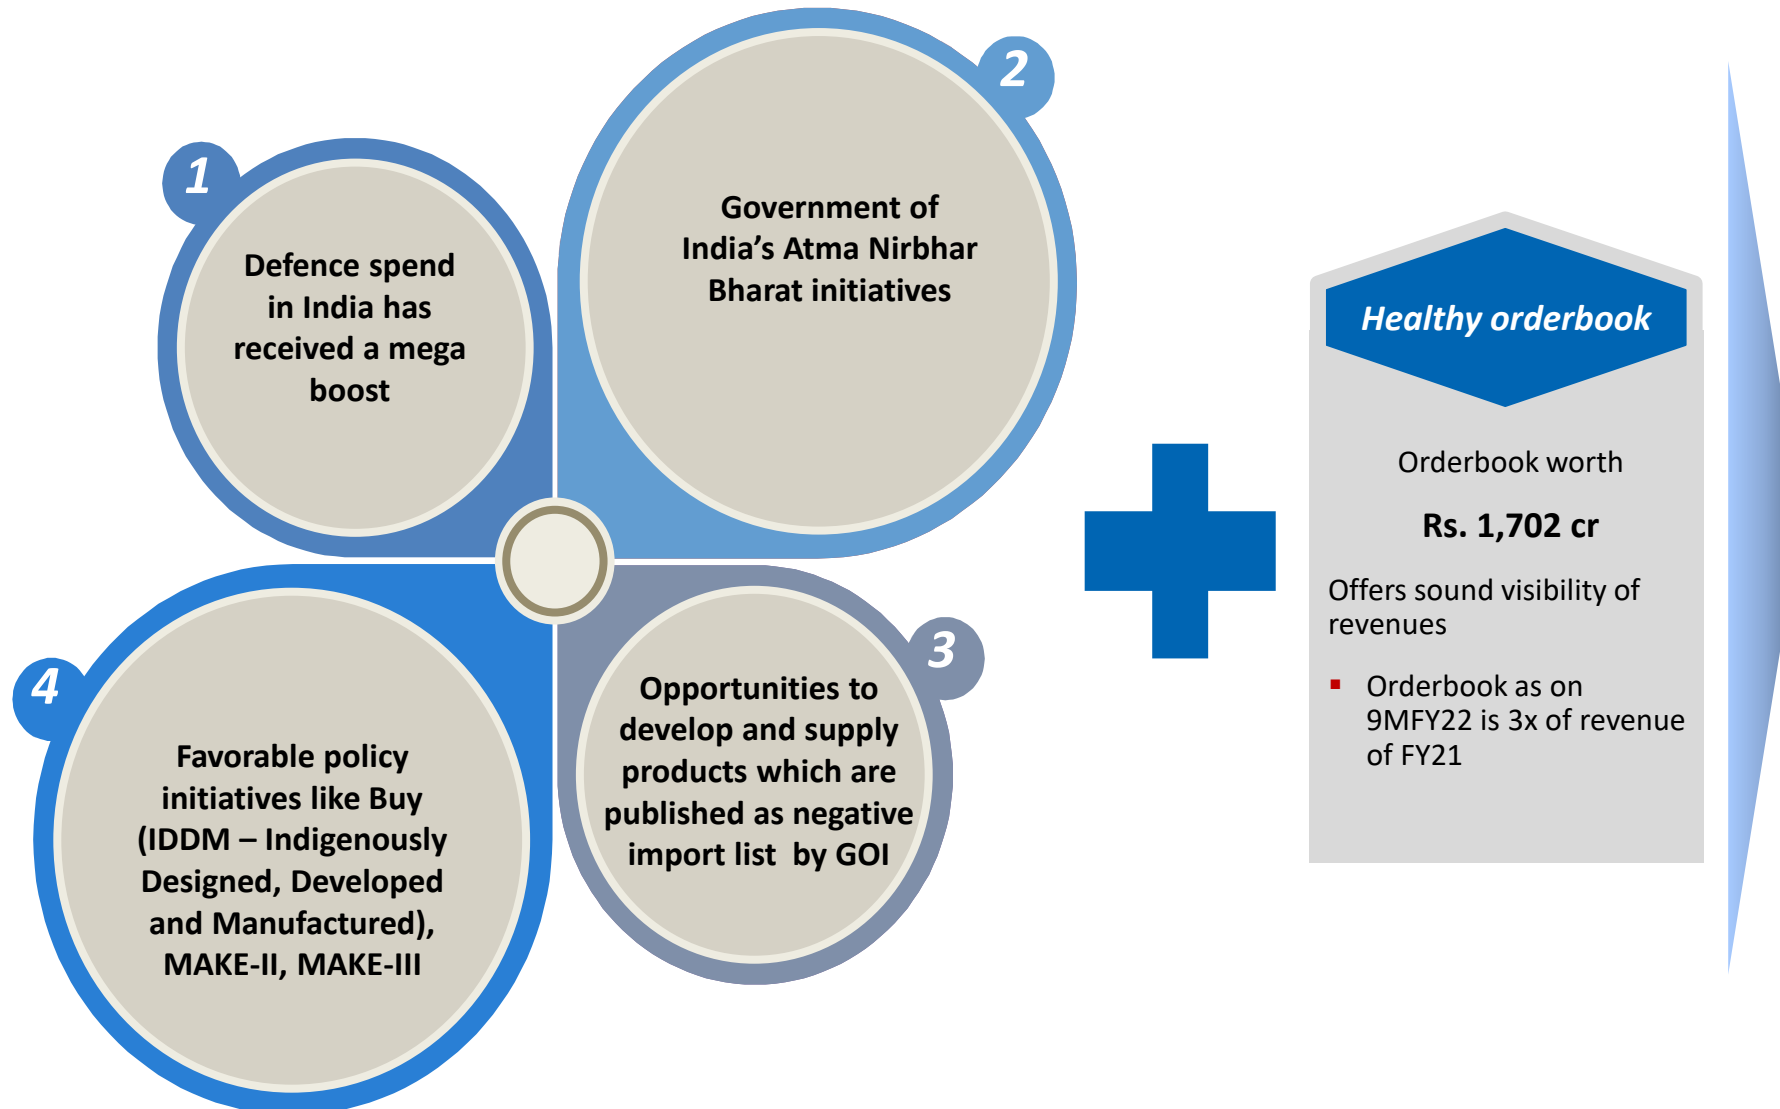 1
Defence spend
in India has
received a mega
boost
2
Government of
India’s Atma Nirbhar
Bharat initiatives
3
Opportunities to
develop and supply
products which are
published as negative
import list  by GOI
4
Favorable policy
initiatives like Buy
(IDDM – Indigenously
Designed, Developed
and Manufactured),
MAKE-II, MAKE-III
Healthy orderbook
Orderbook worth
Rs. 1,702 cr
Offers sound visibility of
revenues
▪ Orderbook as on
9MFY22 is 3x of revenue
of FY21